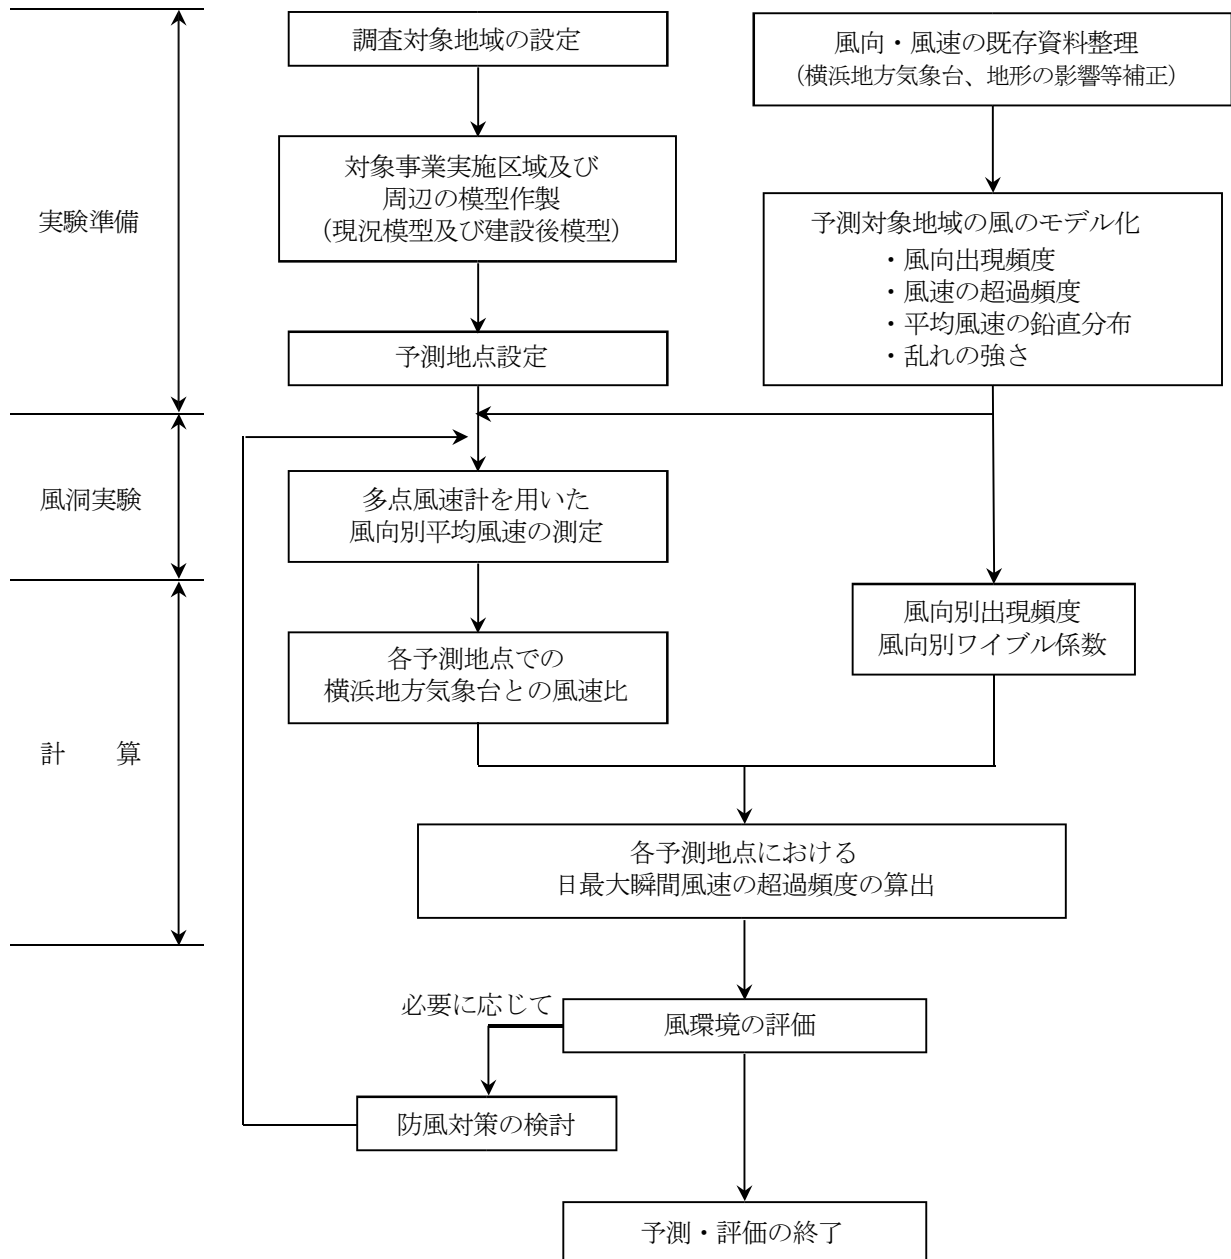 調査対象地域の設定
風向・風速の既存資料整理
（横浜地方気象台、地形の影響等補正）
対象事業実施区域及び
周辺の模型作製
（現況模型及び建設後模型）
実験準備
予測対象地域の風のモデル化
・風向出現頻度
・風速の超過頻度
・平均風速の鉛直分布
・乱れの強さ
予測地点設定
風洞実験
多点風速計を用いた
風向別平均風速の測定
風向別出現頻度
風向別ワイブル係数
各予測地点での
横浜地方気象台との風速比
計　　算
各予測地点における
日最大瞬間風速の超過頻度の算出
必要に応じて
風環境の評価
防風対策の検討
予測・評価の終了